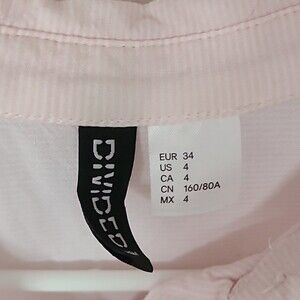 DIVIDED
EUR 34
US 4
CA 4
CN 160/80A
MX 4